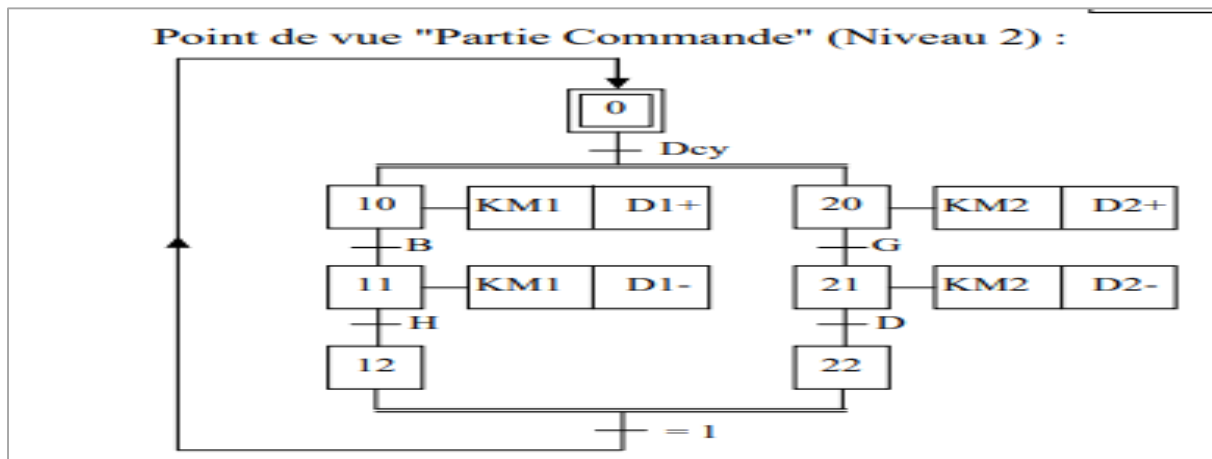 Point de vue "Partie Commande" (Niveau 2) :
0
Dcy
10 KM1 D1+ 20 KM2 D2+
B G
11 KM1 D1- 21 KM2 D2-
H D
12 22
= 1